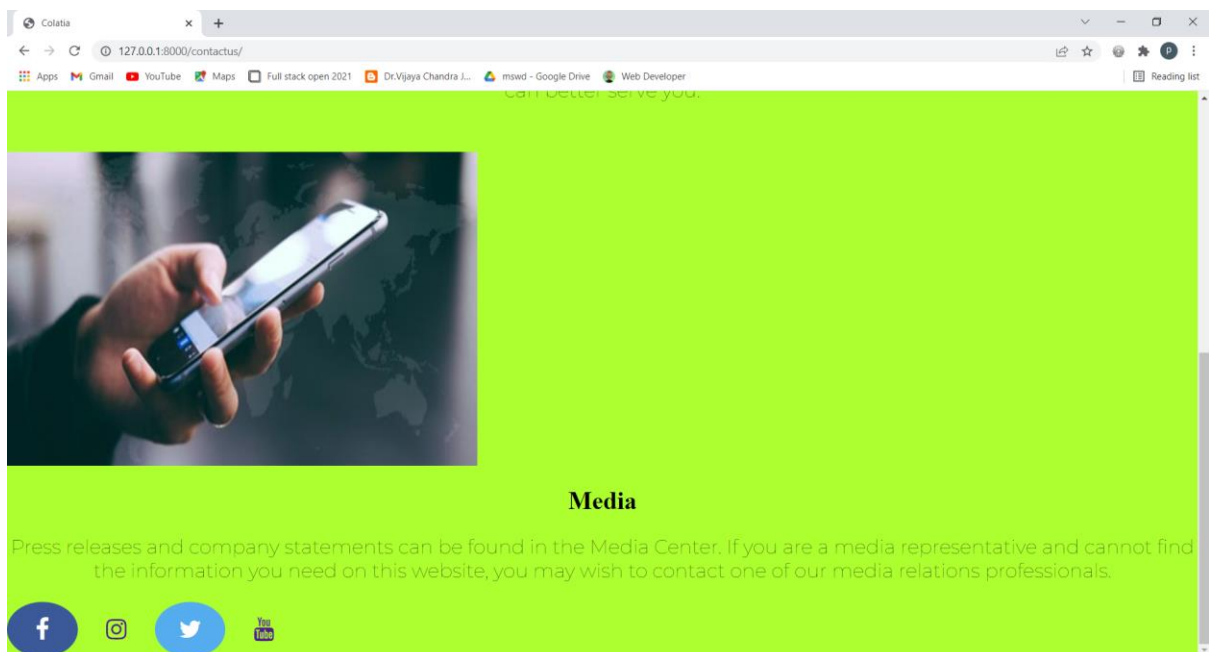 Colatia
127.0.0.1:8000/contactus/
P
Apps Gmail YouTube Maps Full stack open 2021 Dr.Vijaya Chandra J... mswd - Google Drive Web Developer Reading list
can better serve you.
Media
Press releases and company statements can be found in the Media Center. If you are a media representative and cannot find
the information you need on this website, you may wish to contact one of our media relations professionals.
f You
Tube